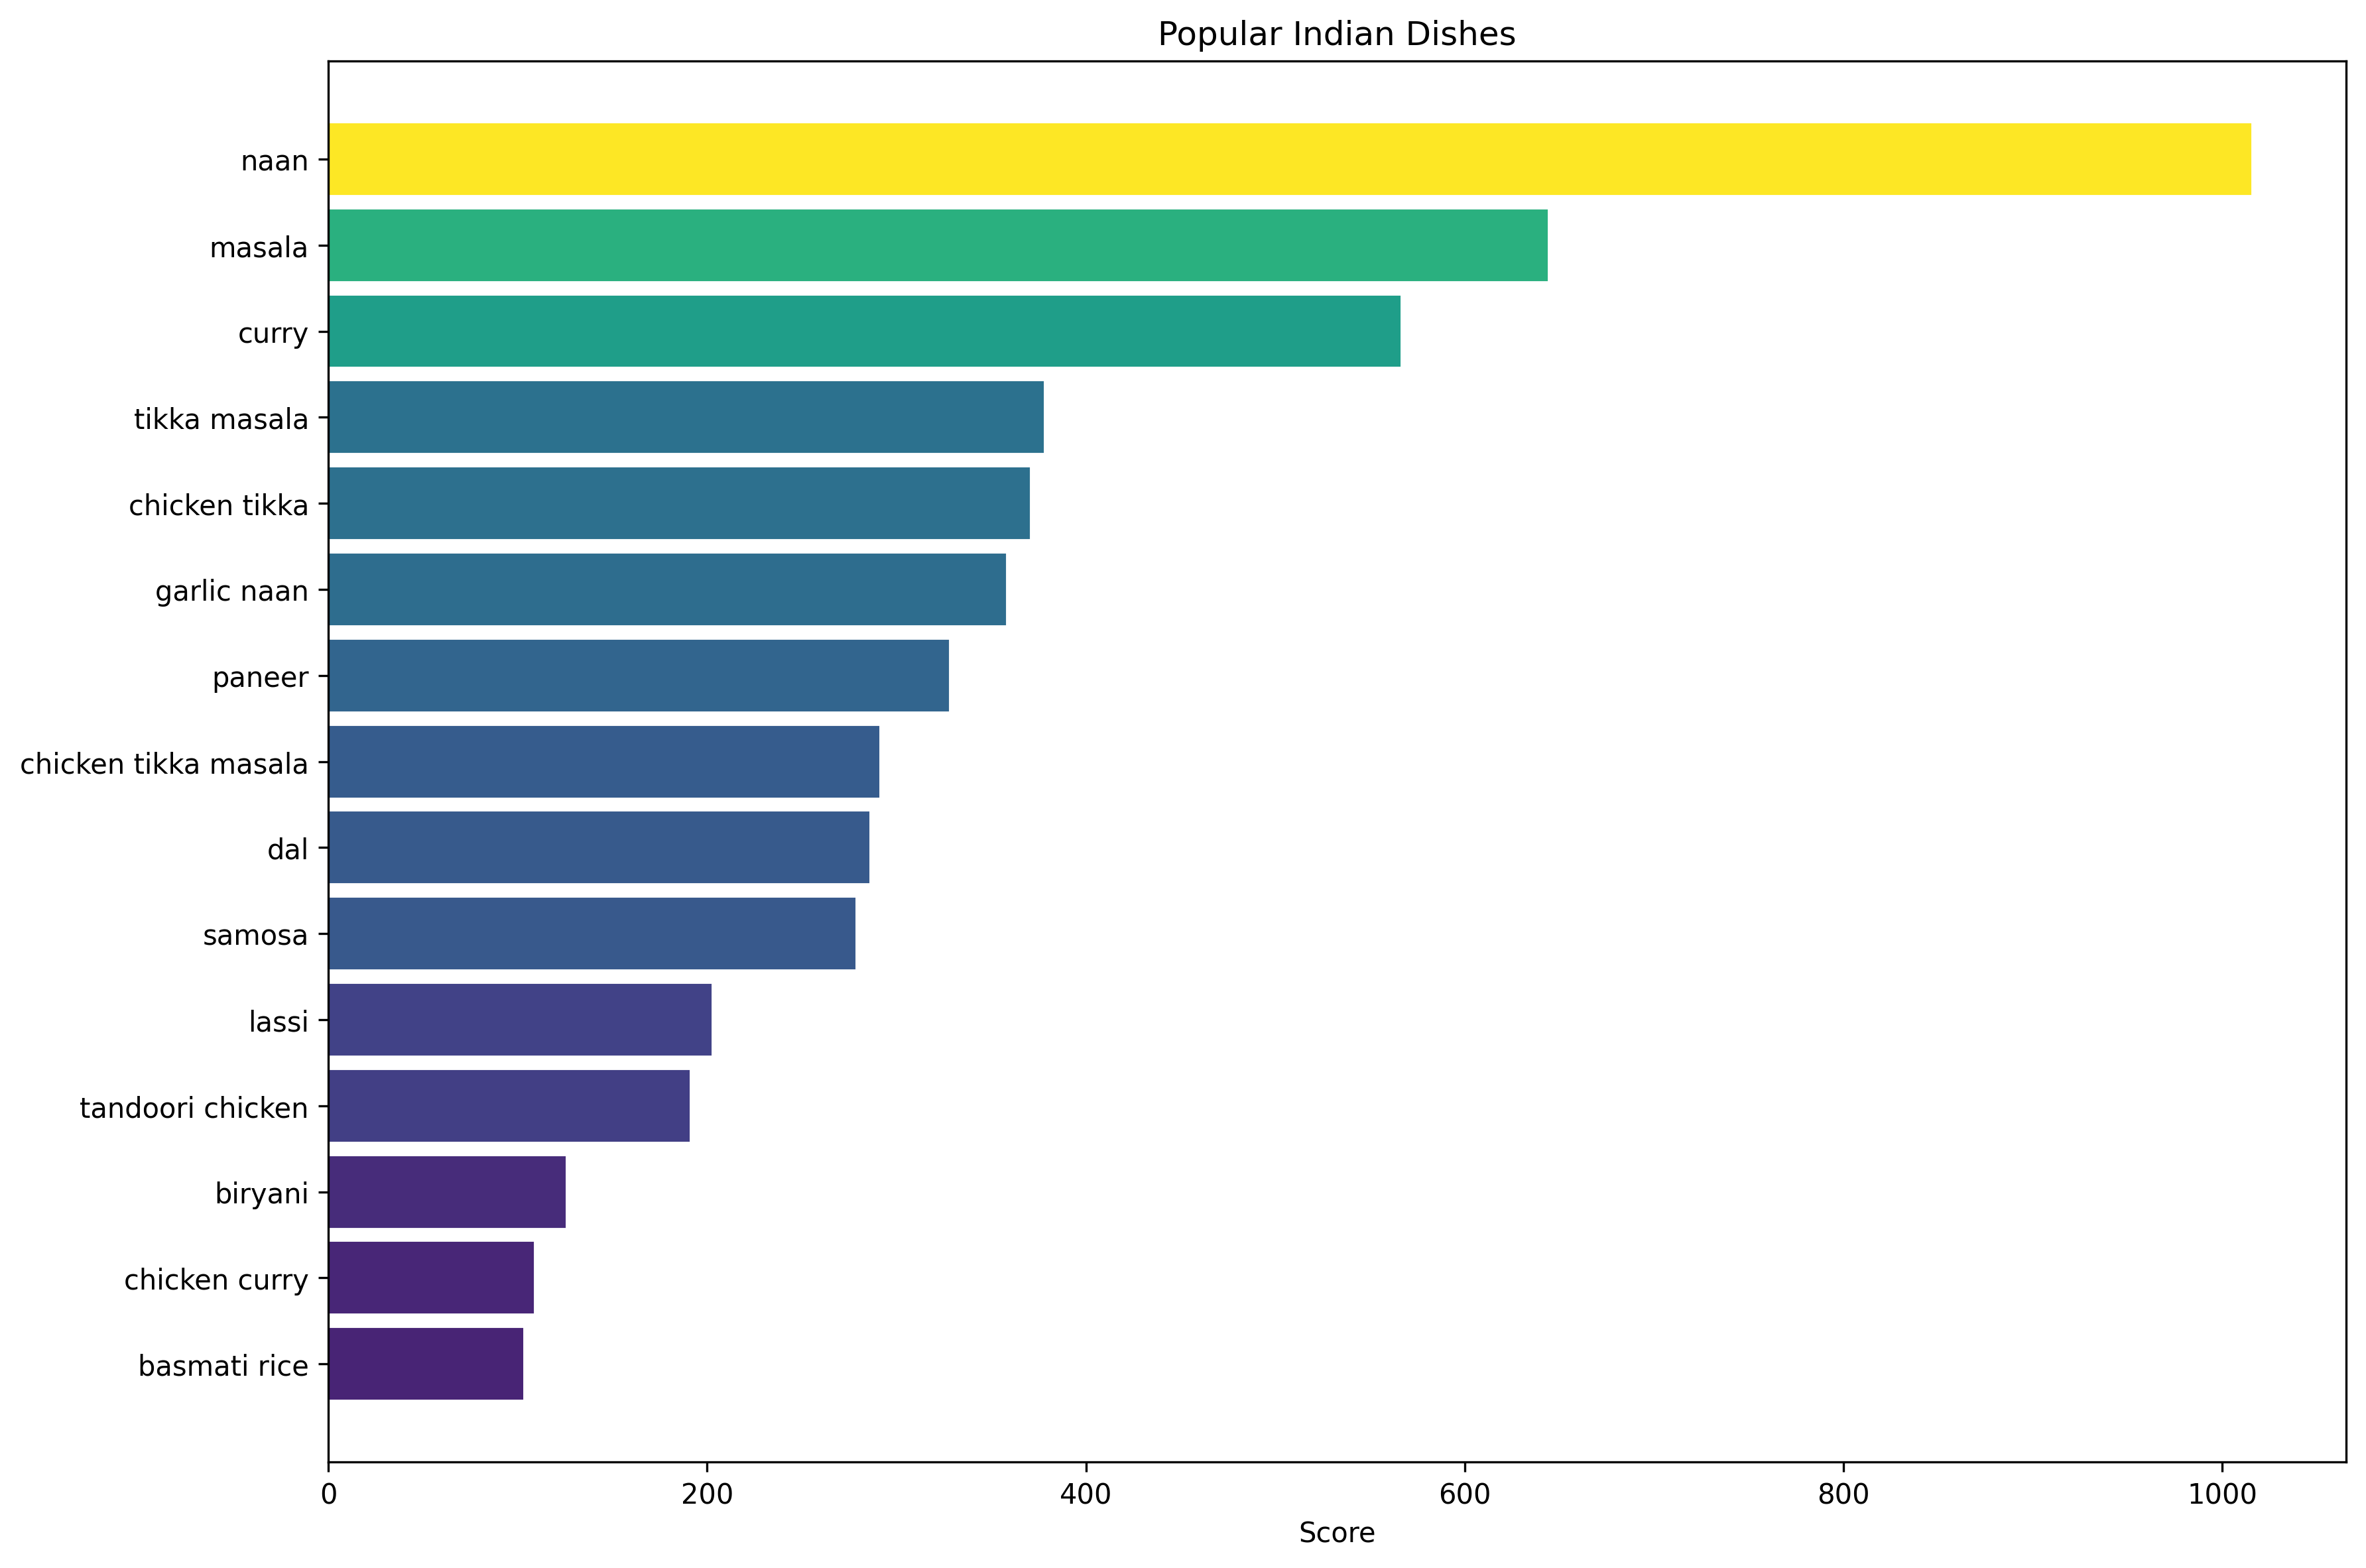 Popular Indian Dishes
naan
masala
curry
tikka masala
chicken tikka
garlic naan
paneer
chicken tikka masala
dal
samosa
lassi
tandoori chicken
biryani
chicken curry
basmati rice
0 200 400 600 800 1000
Score